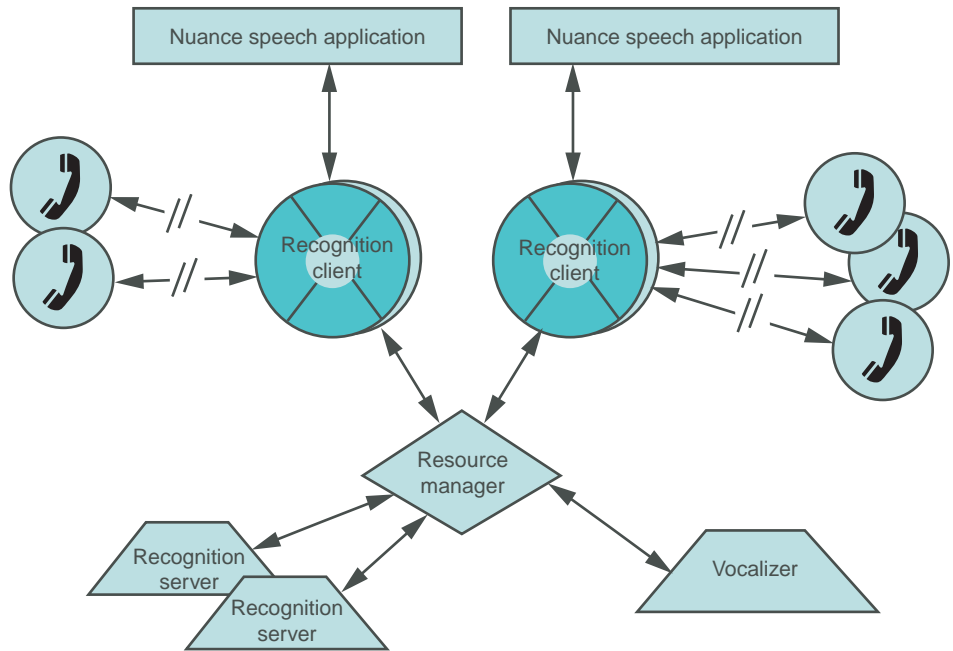 Nuance speech application
Nuance speech application
Recognition
client
Recognition
client
Resource
manager
Recognition
server
Recognition
server
Vocalizer